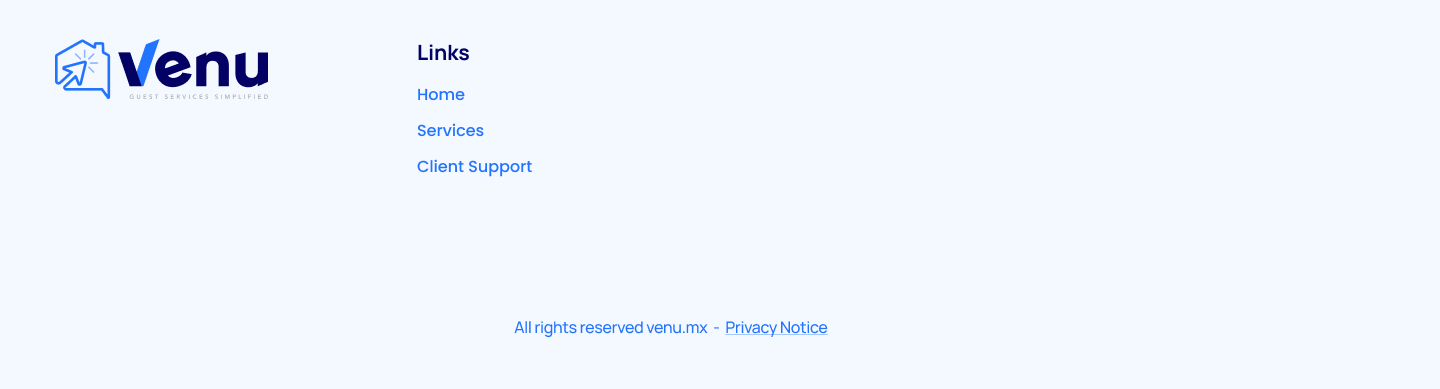 Venu
GUEST SERVICES SIMPLIFIED
Links
Home
Services
Client Support
All rights reserved venu.mx - Privacy Notice